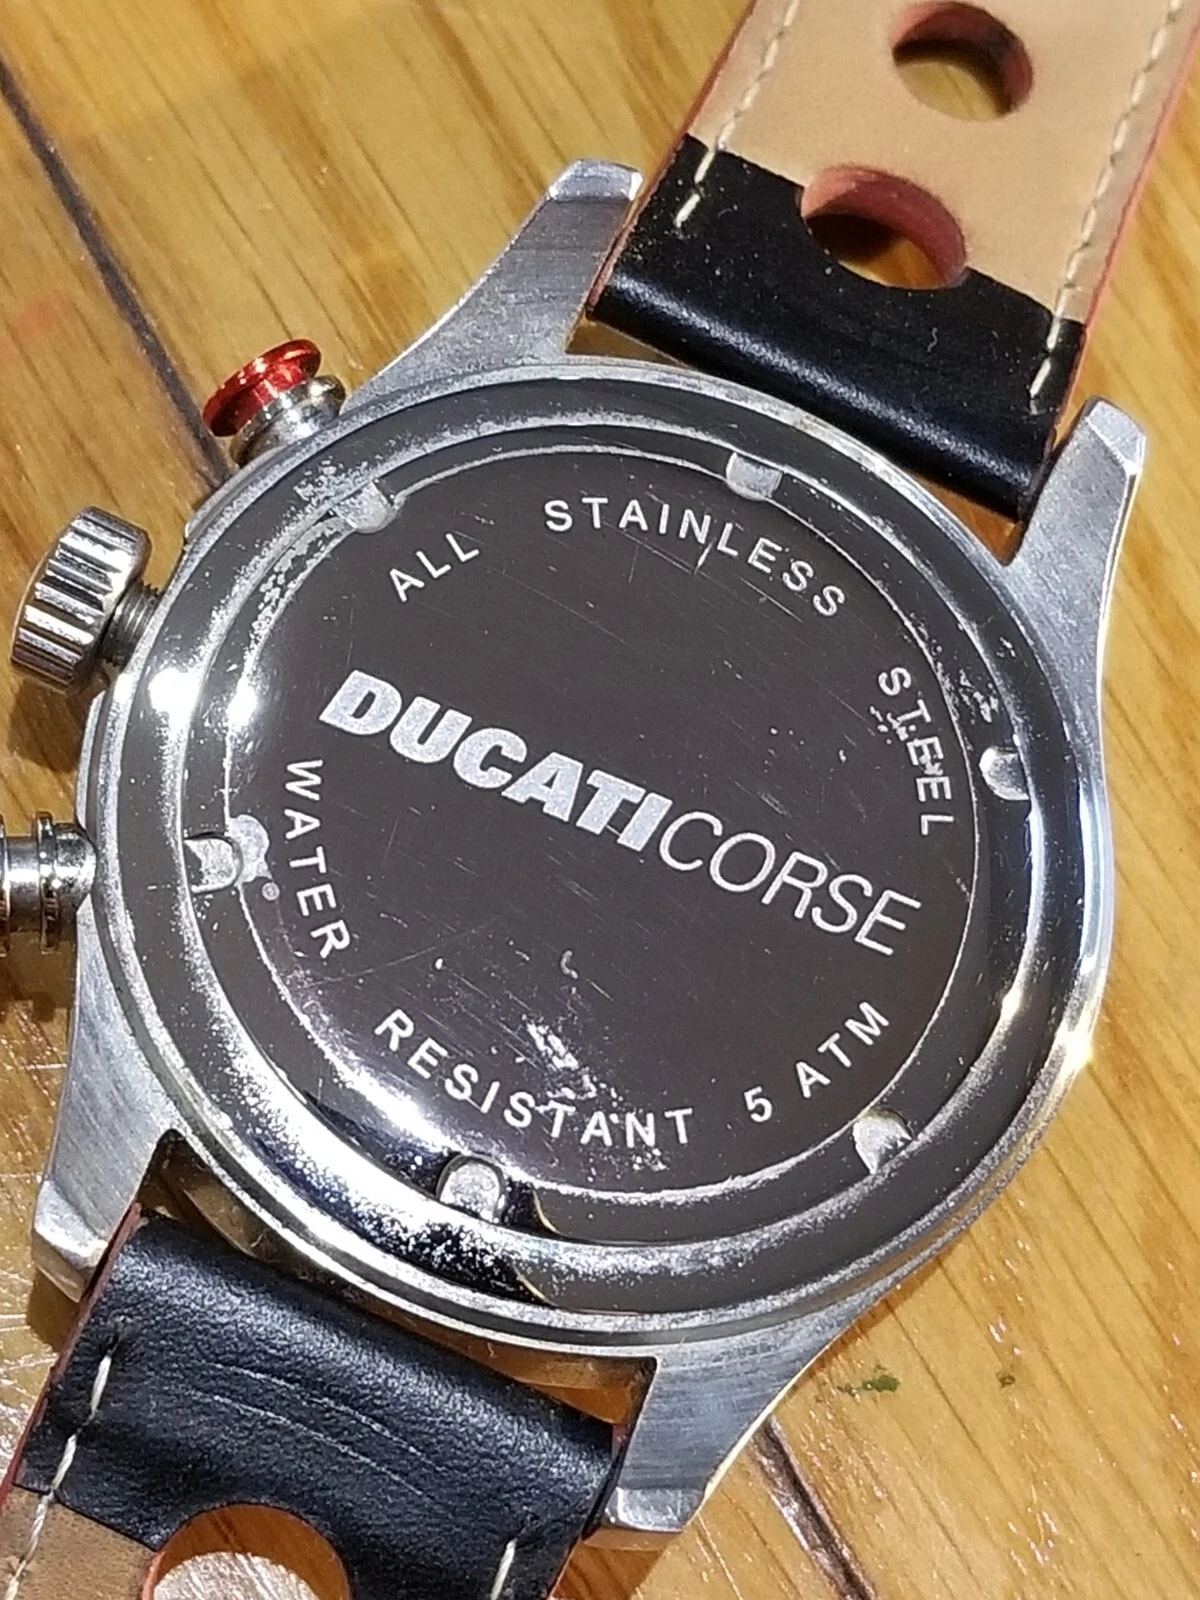 ALL STAINLESS STEEL
DUCATICORSE
WATER RESISTANT 5 ATM